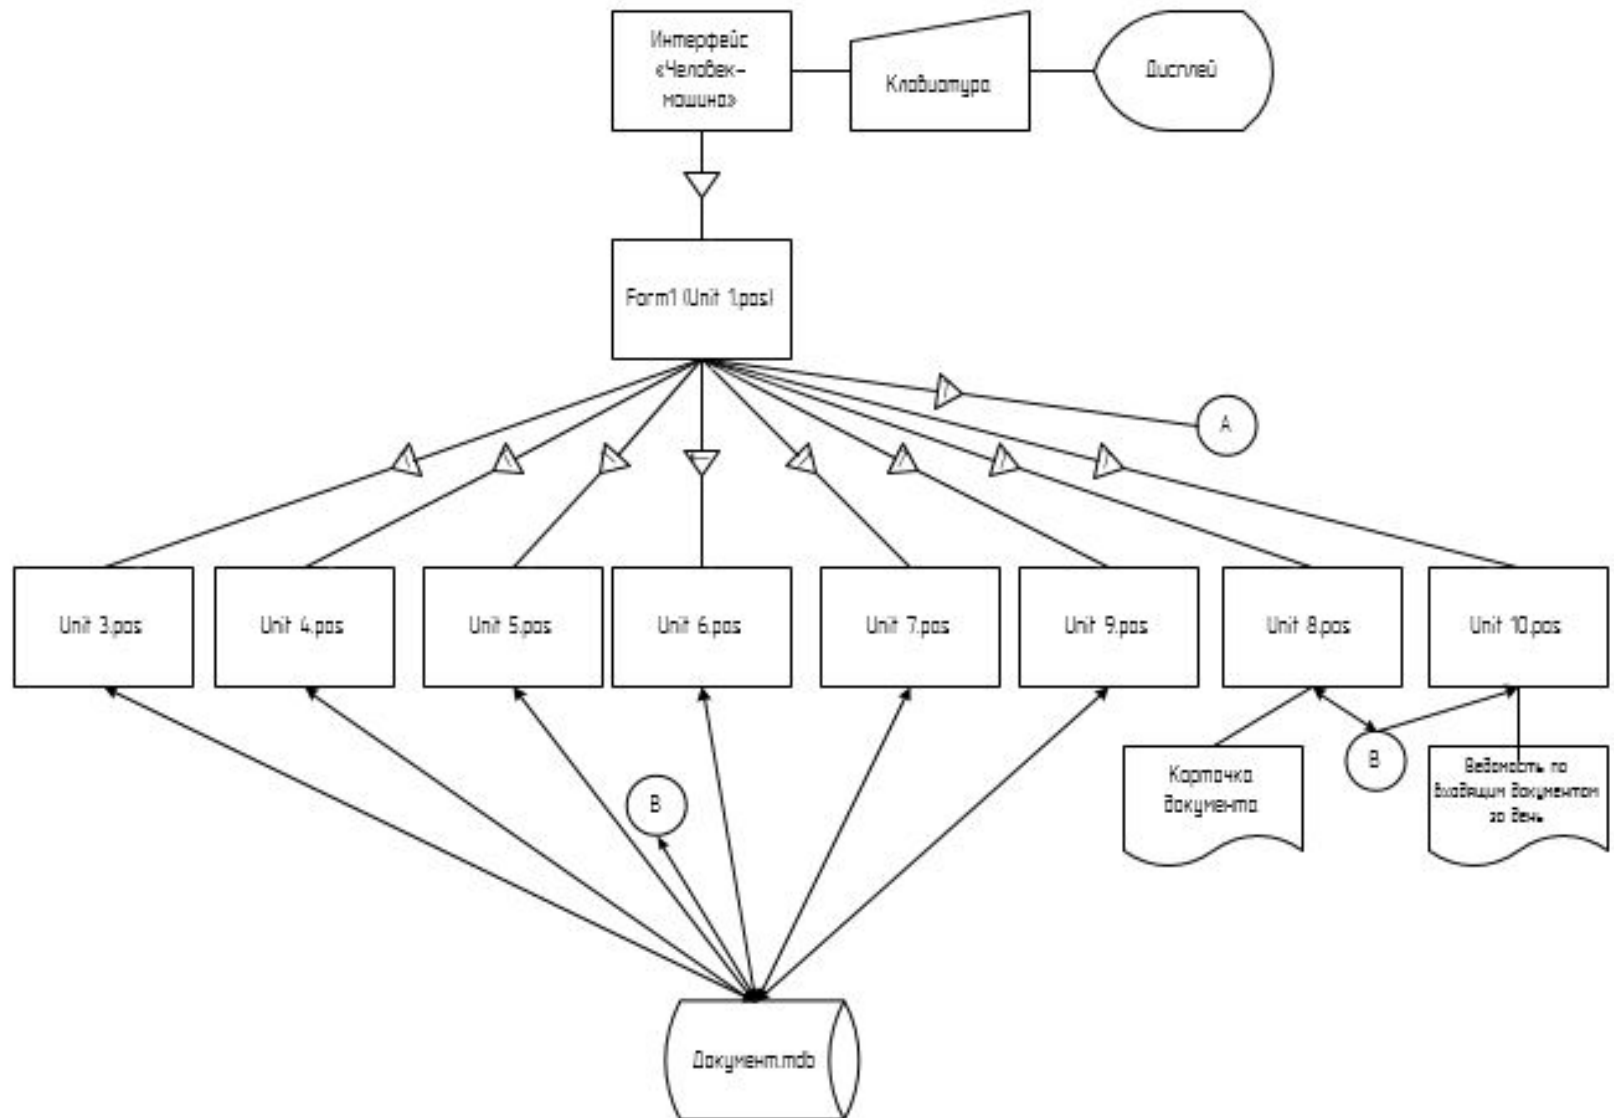 Интерфейс
«Человек-
машина»
Клавиатура
Дисплей
Form1 (Unit 1.pas)
A
Unit 3.pas
Unit 4.pas
Unit 5.pas
Unit 6.pas
Unit 7.pas
Unit 9.pas
Unit 8.pas
Unit 10.pas
B
Карточка
документа
B
Ведомость по
входящим документам
за день
Документ.mdb